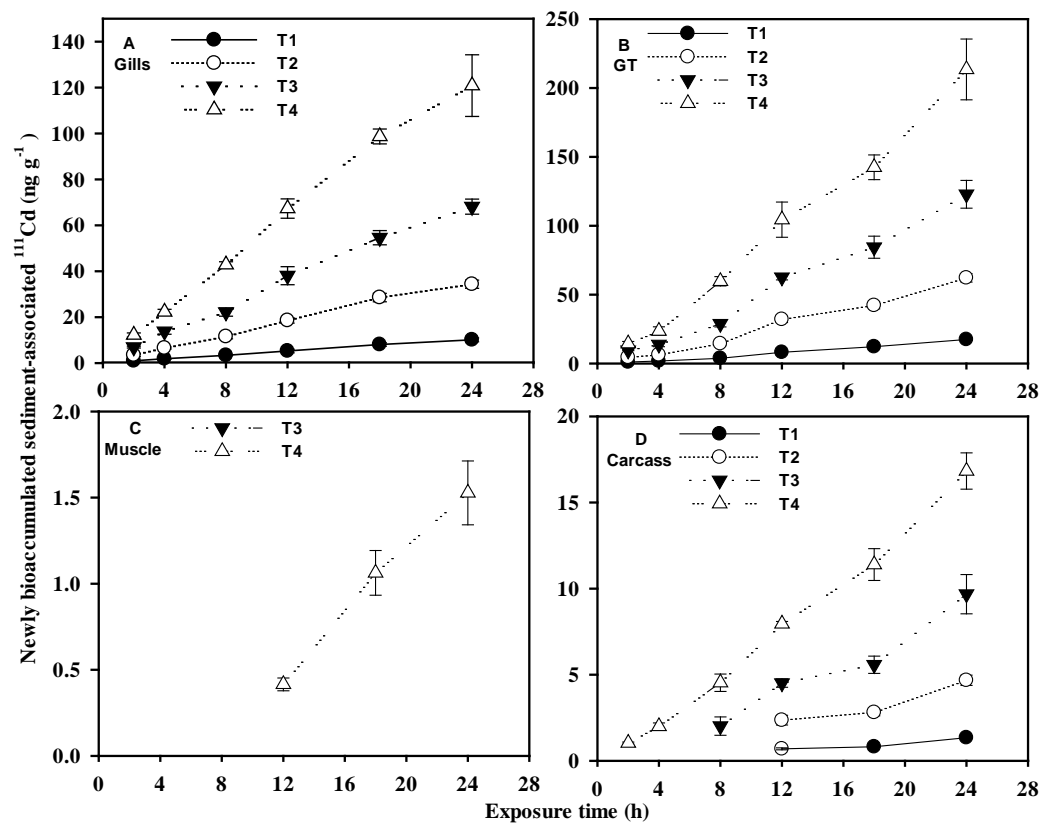 A
Gills
T1
T2
T3
T4
140
120
100
80
60
40
20
0
0 4 8 12 16 20 24 28
B
GT
T1
T2
T3
T4
250
200
150
100
50
0
0 4 8 12 16 20 24 28
C
Muscle
T3
T4
2.0
1.5
1.0
0.5
0.0
0 4 8 12 16 20 24 28
D
Carcass
T1
T2
T3
T4
20
15
10
5
0
0 4 8 12 16 20 24 28
Newly bioaccumulated sediment-associated ¹¹¹Cd (ng g⁻¹ )
Exposure time (h)